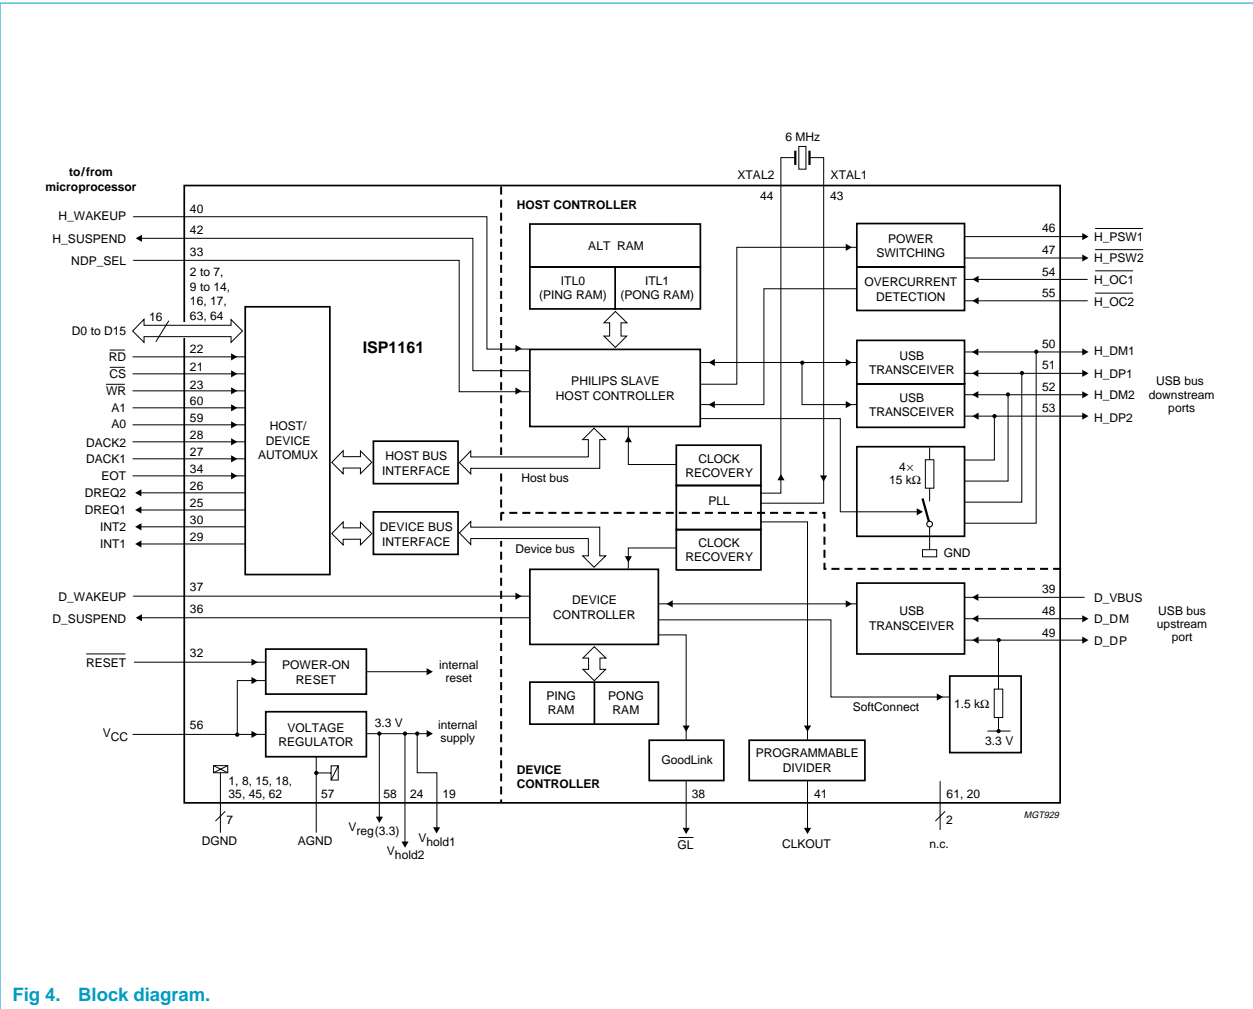 6 MHz
to/from
microprocessor
XTAL2
XTAL1
44
43
H_WAKEUP
40
H_SUSPEND
42
NDP_SEL
33
2 to 7,
9 to 14,
16, 17,
63, 64
D0 to D15
16
RD
22
CS
21
WR
23
A1
60
A0
59
DACK2
28
DACK1
27
EOT
34
DREQ2
26
DREQ1
25
INT2
30
INT1
29
D_WAKEUP
37
D_SUSPEND
36
RESET
32
VCC
56
ISP1161
HOST/
DEVICE
AUTOMUX
HOST BUS
INTERFACE
Host bus
DEVICE BUS
INTERFACE
Device bus
POWER-ON
RESET
internal
reset
VOLTAGE
REGULATOR
3.3 V
internal
supply
1, 8, 15, 18,
35, 45, 62
57
58
24
19
7
DGND
AGND
Vreg(3.3)
Vhold2
Vhold1
HOST CONTROLLER
ALT RAM
ITL0
(PING RAM)
ITL1
(PONG RAM)
PHILIPS SLAVE
HOST CONTROLLER
CLOCK
RECOVERY
PLL
CLOCK
RECOVERY
POWER
SWITCHING
OVERCURRENT
DETECTION
46
H_PSW1
47
H_PSW2
54
H_OC1
55
H_OC2
USB
TRANSCEIVER
USB
TRANSCEIVER
50
H_DM1
51
H_DP1
52
H_DM2
53
H_DP2
USB bus
downstream
ports
4×
15 kΩ
GND
DEVICE
CONTROLLER
PING
RAM
PONG
RAM
USB
TRANSCEIVER
39
D_VBUS
48
D_DM
49
D_DP
USB bus
upstream
port
SoftConnect
1.5 kΩ
3.3 V
GoodLink
PROGRAMMABLE
DIVIDER
DEVICE
CONTROLLER
38
41
61, 20
2
GL
CLKOUT
n.c.
MGT929
Fig 4. Block diagram.